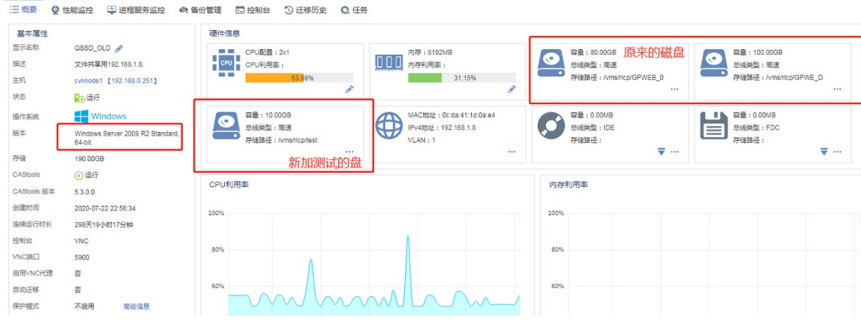 概要 性能监控 进程服务监控 备份管理 控制台 迁移历史 任务
基本属性
显示名称 QSSD_OLD
描述 文件共享用192.168.1.8
主机 cvknode1 【192.168.0.251】
状态 运行
操作系统 Windows
版本 Windows Server 2008 R2 Standard, 64-bit
存储 190.00GB
CAStools 运行
CAStools 版本 5.3.0.0
创建时间 2020-07-22 22:56:34
连续运行时长 298天19小时17分钟
控制台 VNC
VNC端口 5900
启用VNC代理 否
自动迁移 否
保护模式 不启用 高级信息
硬件信息
CPU
CPU配置：2x1
CPU利用率：
53.98%
内存：8192MB
内存利用率：
31.15%
容量：80.00GB
总线类型：高速
存储路径：/vms/rlcp/GPWEB_0
原来的磁盘
容量：100.00GB
总线类型：高速
存储路径：/vms/rlcp/GPWE_D
容量：10.00GB
总线类型：高速
存储路径：/vms/rlcp/test
新加测试的盘
MAC地址：0c:da:41:1d:0a:e4
IPv4地址：192.168.1.8
VLAN：1
容量：0.00MB
总线类型：IDE
存储路径：
容量：0.00MB
总线类型：FDC
存储路径：
CPU利用率
100%
80%
60%
内存利用率
100%
80%
60%